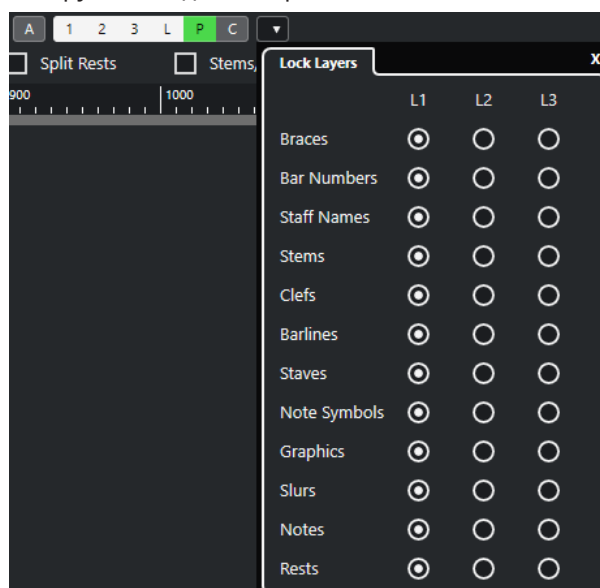 A 1 2 3 L P C
Split Rests Stems/
Lock Layers X
900 1000
L1 L2 L3
Braces
Bar Numbers
Staff Names
Stems
Clefs
Barlines
Staves
Note Symbols
Graphics
Slurs
Notes
Rests